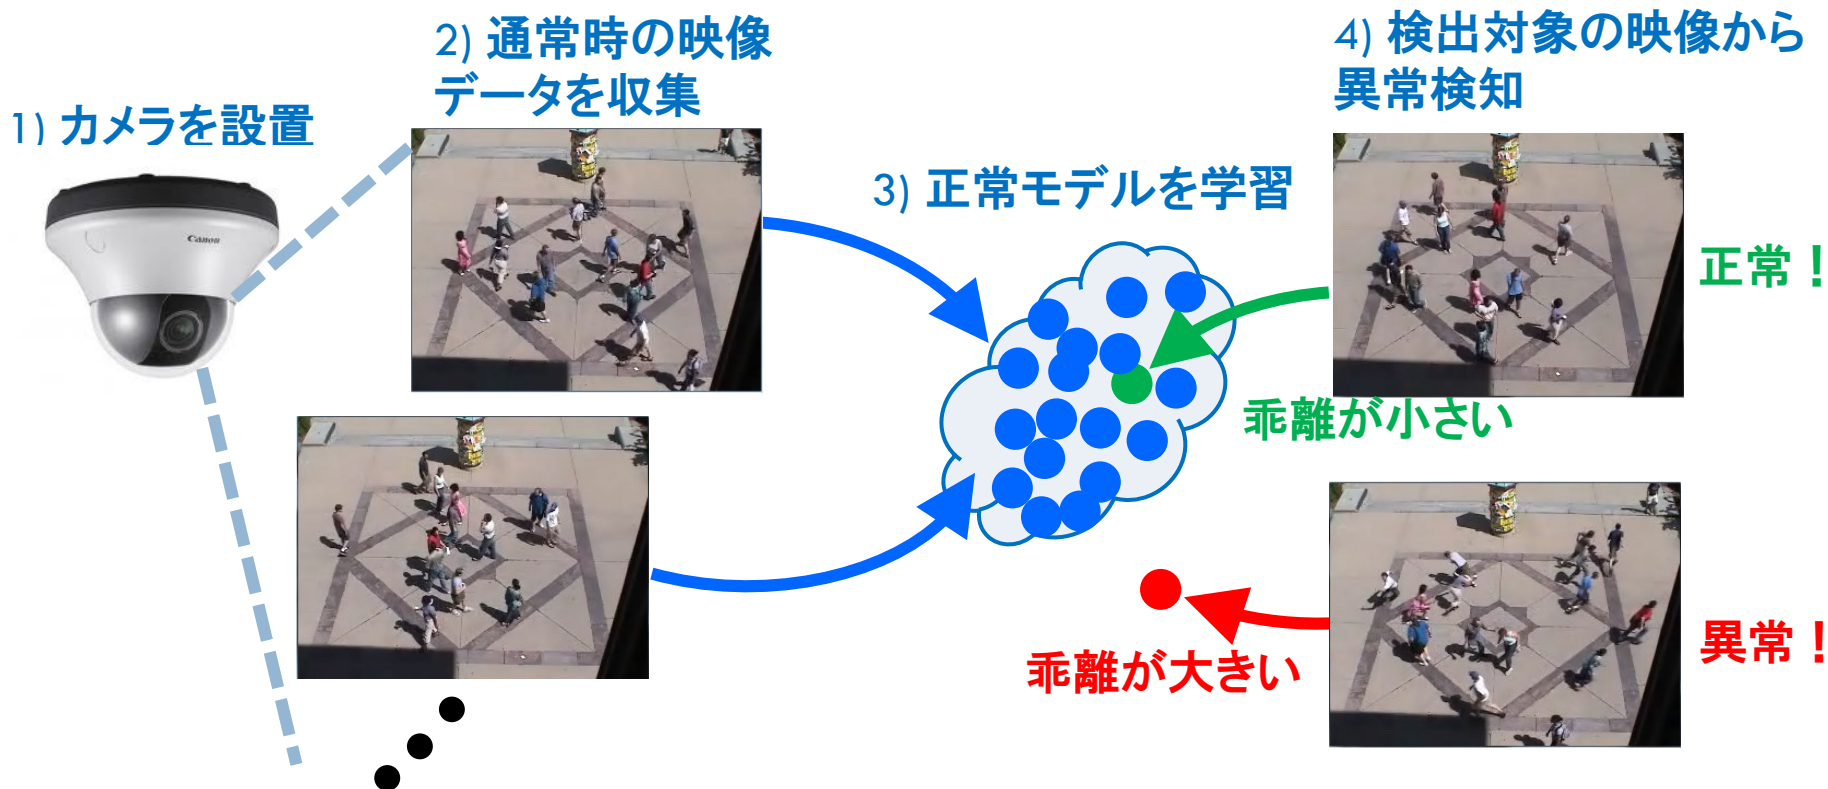 1) カメラを設置
Canon
2) 通常時の映像
データを収集
3) 正常モデルを学習
4) 検出対象の映像から
異常検知
正常！
乖離が小さい
乖離が大きい
異常！